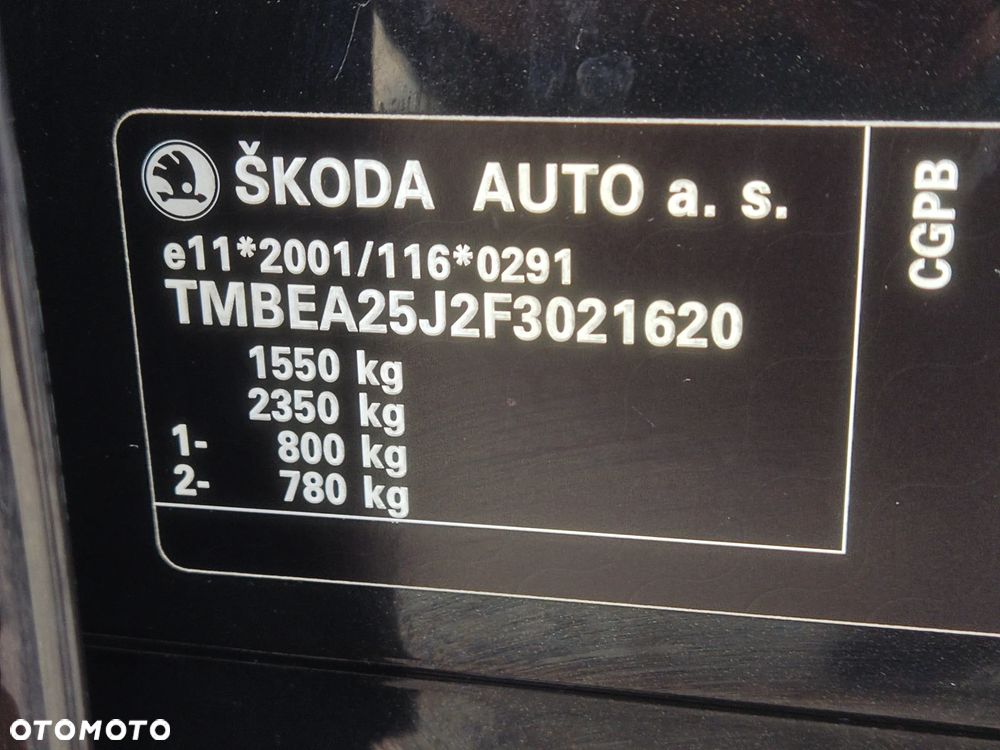 ŠKODA AUTO a. s.
e11*2001/116*0291
TMBEA25J2F3021620
1550 kg
2350 kg
1- 800 kg
2- 780 kg
CGPB
OTOMOTO